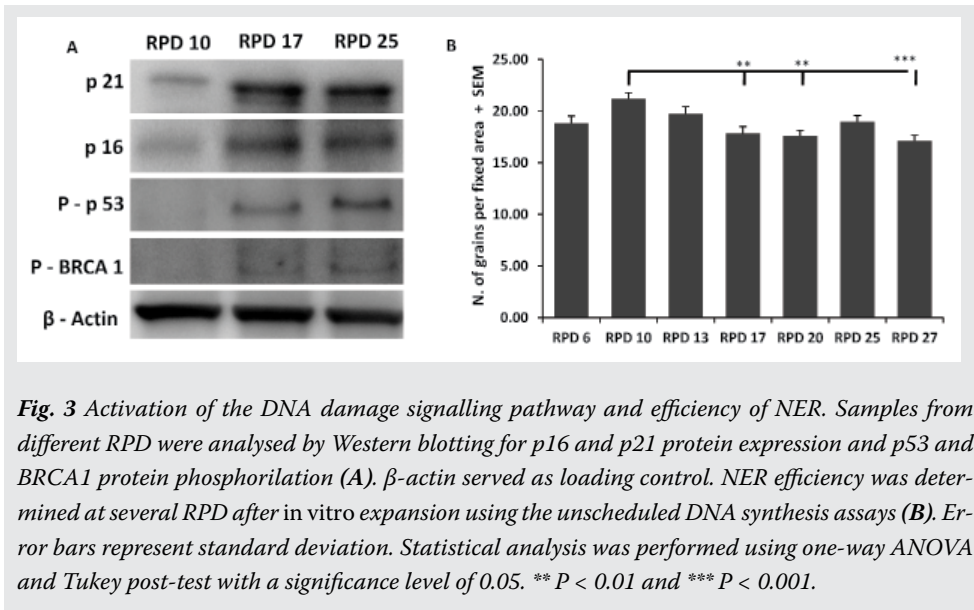 A
RPD 10 RPD 17 RPD 25
p 21
p 16
P - p 53
P - BRCA 1
β - Actin
B
N. of grains per fixed area + SEM
25.00
20.00
15.00
10.00
5.00
0.00
** ** ***
RPD 6 RPD 10 RPD 13 RPD 17 RPD 20 RPD 25 RPD 27
Fig. 3 Activation of the DNA damage signalling pathway and efficiency of NER. Samples from
different RPD were analysed by Western blotting for p16 and p21 protein expression and p53 and
BRCA1 protein phosphorilation (A). β-actin served as loading control. NER efficiency was deter-
mined at several RPD after in vitro expansion using the unscheduled DNA synthesis assays (B). Er-
ror bars represent standard deviation. Statistical analysis was performed using one-way ANOVA
and Tukey post-test with a significance level of 0.05. ** P < 0.01 and *** P < 0.001.